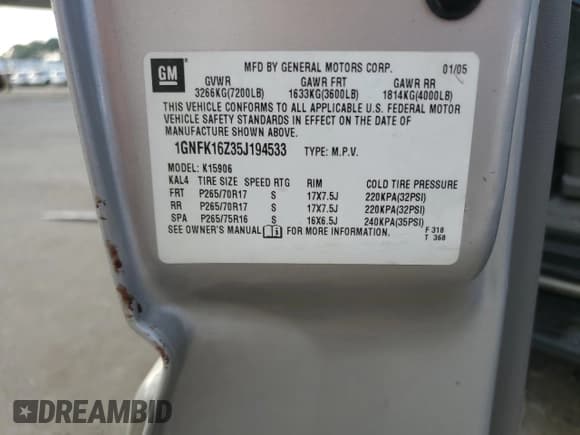 GM
MFD BY GENERAL MOTORS CORP. 01/05
GVWR GAWR FRT GAWR RR
3266KG(7200LB) 1633KG(3600LB) 1814KG(4000LB)
THIS VEHICLE CONFORMS TO ALL APPLICABLE U.S. FEDERAL MOTOR
VEHICLE SAFETY STANDARDS IN EFFECT ON THE DATE OF
MANUFACTURE SHOWN ABOVE.
1GNFK16Z35J194533 TYPE: M.P.V.
MODEL: K15906
KAL4 TIRE SIZE SPEED RTG RIM COLD TIRE PRESSURE
FRT P265/70R17 S 17X7.5J 220KPA(32PSI)
RR P265/70R17 S 17X7.5J 220KPA(32PSI)
SPA P265/75R16 S 16X6.5J 240KPA(35PSI)
SEE OWNER'S MANUAL FOR MORE INFORMATION. F 310
T 360
DREAMBID